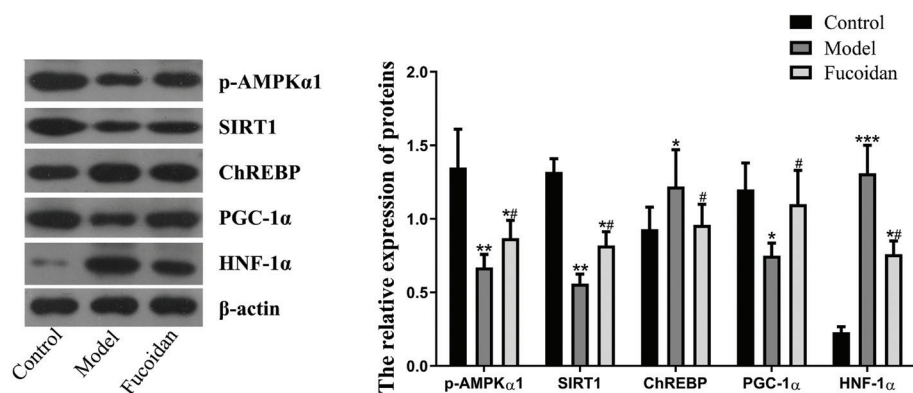 p-AMPKα1
SIRT1
ChREBP
PGC-1α
HNF-1α
β-actin
Control
Model
Fucoidan
Control
Model
Fucoidan
The relative expression of proteins
2.0
1.5
1.0
0.5
0.0
** *# ** *# * # * # *** *#
p-AMPKα1 SIRT1 ChREBP PGC-1α HNF-1α